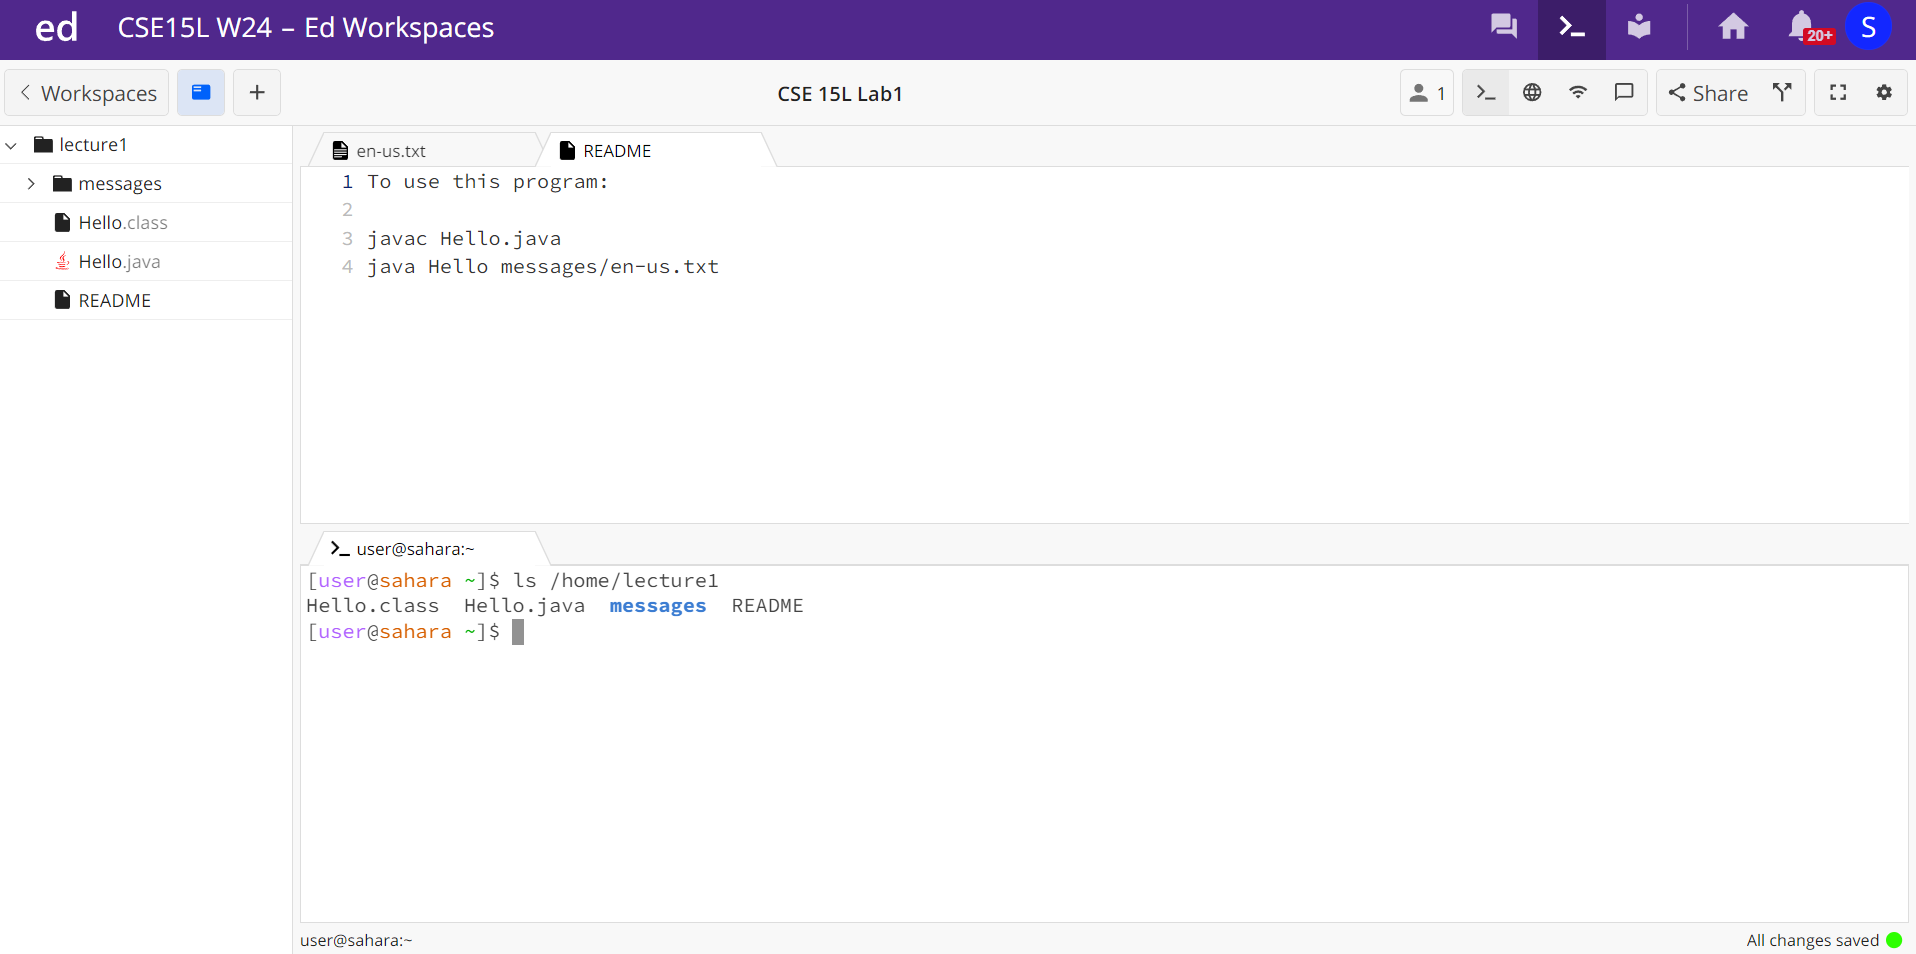 ed CSE15L W24 – Ed Workspaces 20+ S
Workspaces + CSE 15L Lab1 1 Share
lecture1
messages
Hello.class
Hello.java
README
en-us.txt README
1 To use this program:
2
3 javac Hello.java
4 java Hello messages/en-us.txt
>_ user@sahara:~
[user@sahara ~]$ ls /home/lecture1
Hello.class Hello.java messages README
[user@sahara ~]$
user@sahara:~ All changes saved